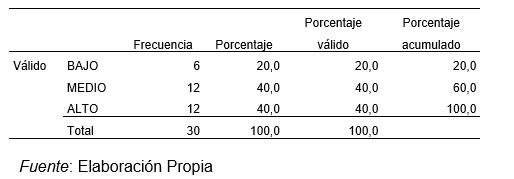 Porcentaje Porcentaje
Frecuencia Porcentaje válido acumulado
Válido BAJO 6 20,0 20,0 20,0
MEDIO 12 40,0 40,0 60,0
ALTO 12 40,0 40,0 100,0
Total 30 100,0 100,0
Fuente: Elaboración Propia